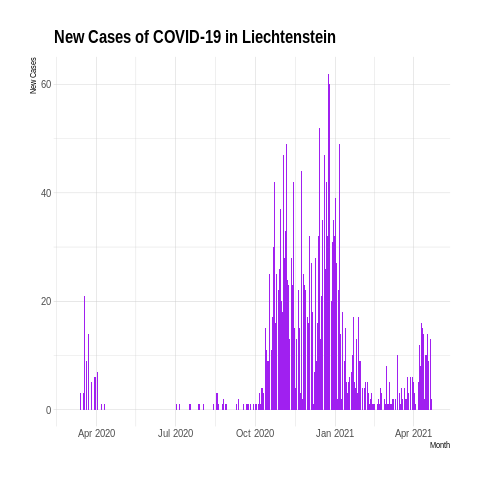 New Cases of COVID-19 in Liechtenstein
New Cases
60
40
20
0
Apr 2020 Jul 2020 Oct 2020 Jan 2021 Apr 2021
Month